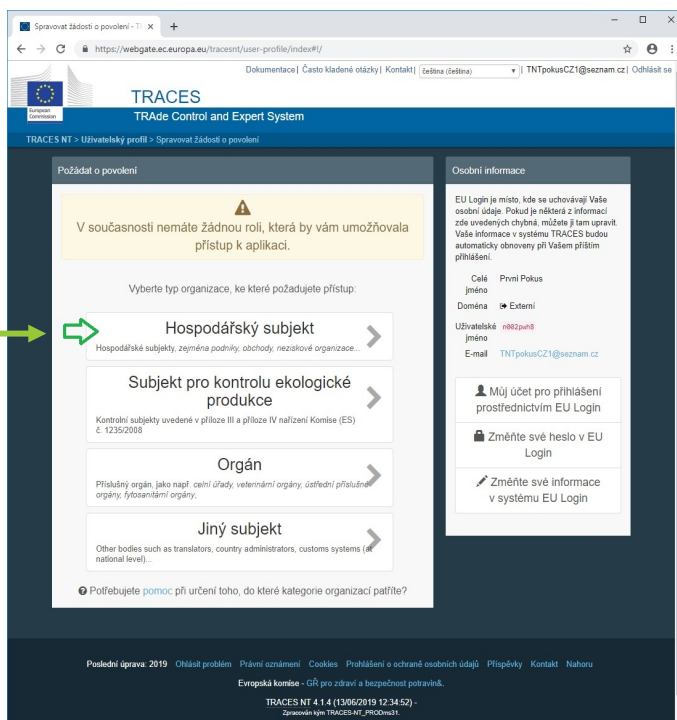 Spravovat žádosti o povolení - T
https://webgate.ec.europa.eu/tracesnt/user-profile/index#!/
Dokumentace| Často kladené otázky| Kontakt| čeština (čeština) | TNTpokusCZ1@seznam.cz | Odhlásit se
European
Commission
TRACES
TRAde Control and Expert System
TRACES NT > Uživatelský profil > Spravovat žádosti o povolení
Požádat o povolení
V současnosti nemáte žádnou roli, která by vám umožňovala
přístup k aplikaci.
Vyberte typ organizace, ke které požadujete přístup:
Hospodářský subjekt
Hospodářské subjekty, zejména podniky, obchody, neziskové organizace...
Subjekt pro kontrolu ekologické
produkce
Kontrolní subjekty uvedené v příloze III a příloze IV nařízení Komise (ES)
č. 1235/2008
Orgán
Příslušný orgán, jako např. celní úřady, veterinární orgány, ústřední příslušné
orgány, fytosanitární orgány,
Jiný subjekt
Other bodies such as translators, country administrators, customs systems (at
national level)...
Potřebujete pomoc při určení toho, do které kategorie organizací patříte?
Osobní informace
EU Login je místo, kde se uchovávají Vaše
osobní údaje. Pokud je některá z informací
zde uvedených chybná, můžete ji tam upravit.
Vaše informace v systému TRACES budou
automaticky obnoveny při Vašem příštím
přihlášení.
Celé První Pokus
jméno
Doména Externí
Uživatelské n002pwh8
jméno
E-mail TNTpokusCZ1@seznam.cz
Můj účet pro přihlášení
prostřednictvím EU Login
Změňte své heslo v EU
Login
Změňte své informace
v systému EU Login
Poslední úprava: 2019 Ohlásit problém Právní oznámení Cookies Prohlášení o ochraně osobních údajů Příspěvky Kontakt Nahoru
Evropská komise - GŘ pro zdraví a bezpečnost potravin&.
TRACES NT 4.1.4 (13/06/2019 12:34:52) -
Zpracován kým TRACES-NT_PRODms31.